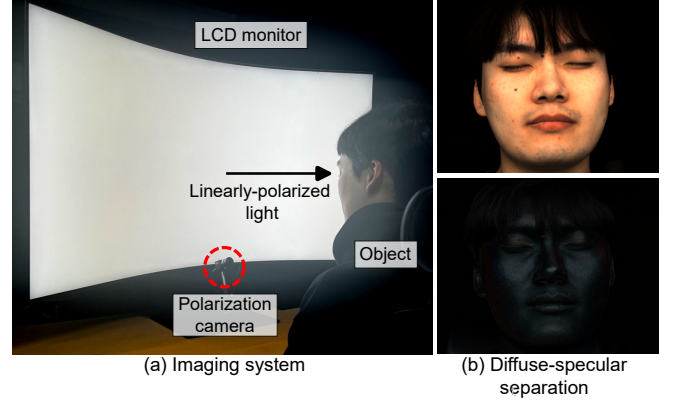 LCD monitor
Linearly-polarized
light
Object
Polarization
camera
(a) Imaging system
(b) Diffuse-specular
separation